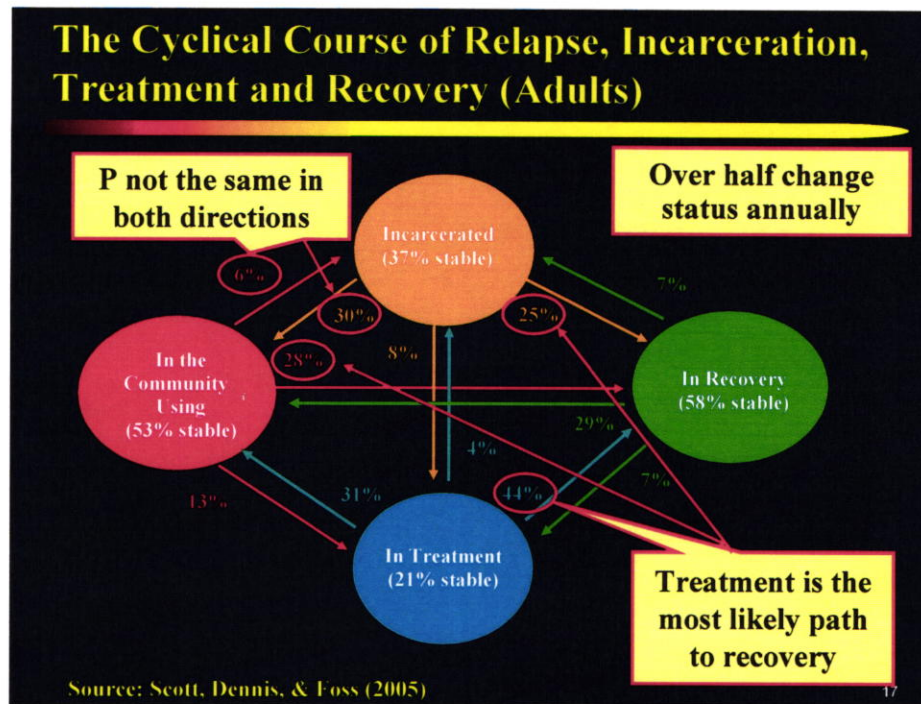 The Cyclical Course of Relapse, Incarceration,
Treatment and Recovery (Adults)
P not the same in
both directions
Over half change
status annually
Incarcerated
(37% stable)
6%
7%
30%
25%
28%
8%
In the
Community
Using
(53% stable)
In Recovery
(58% stable)
29%
4%
7%
13%
31%
44%
In Treatment
(21% stable)
Treatment is the
most likely path
to recovery
Source: Scott, Dennis, & Foss (2005)
17